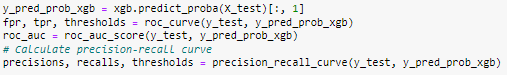 y_pred_prob_xgb = xgb.predict_proba(X_test)[:, 1]
fpr, tpr, thresholds = roc_curve(y_test, y_pred_prob_xgb)
roc_auc = roc_auc_score(y_test, y_pred_prob_xgb)
# Calculate precision-recall curve
precisions, recalls, thresholds = precision_recall_curve(y_test, y_pred_prob_xgb)